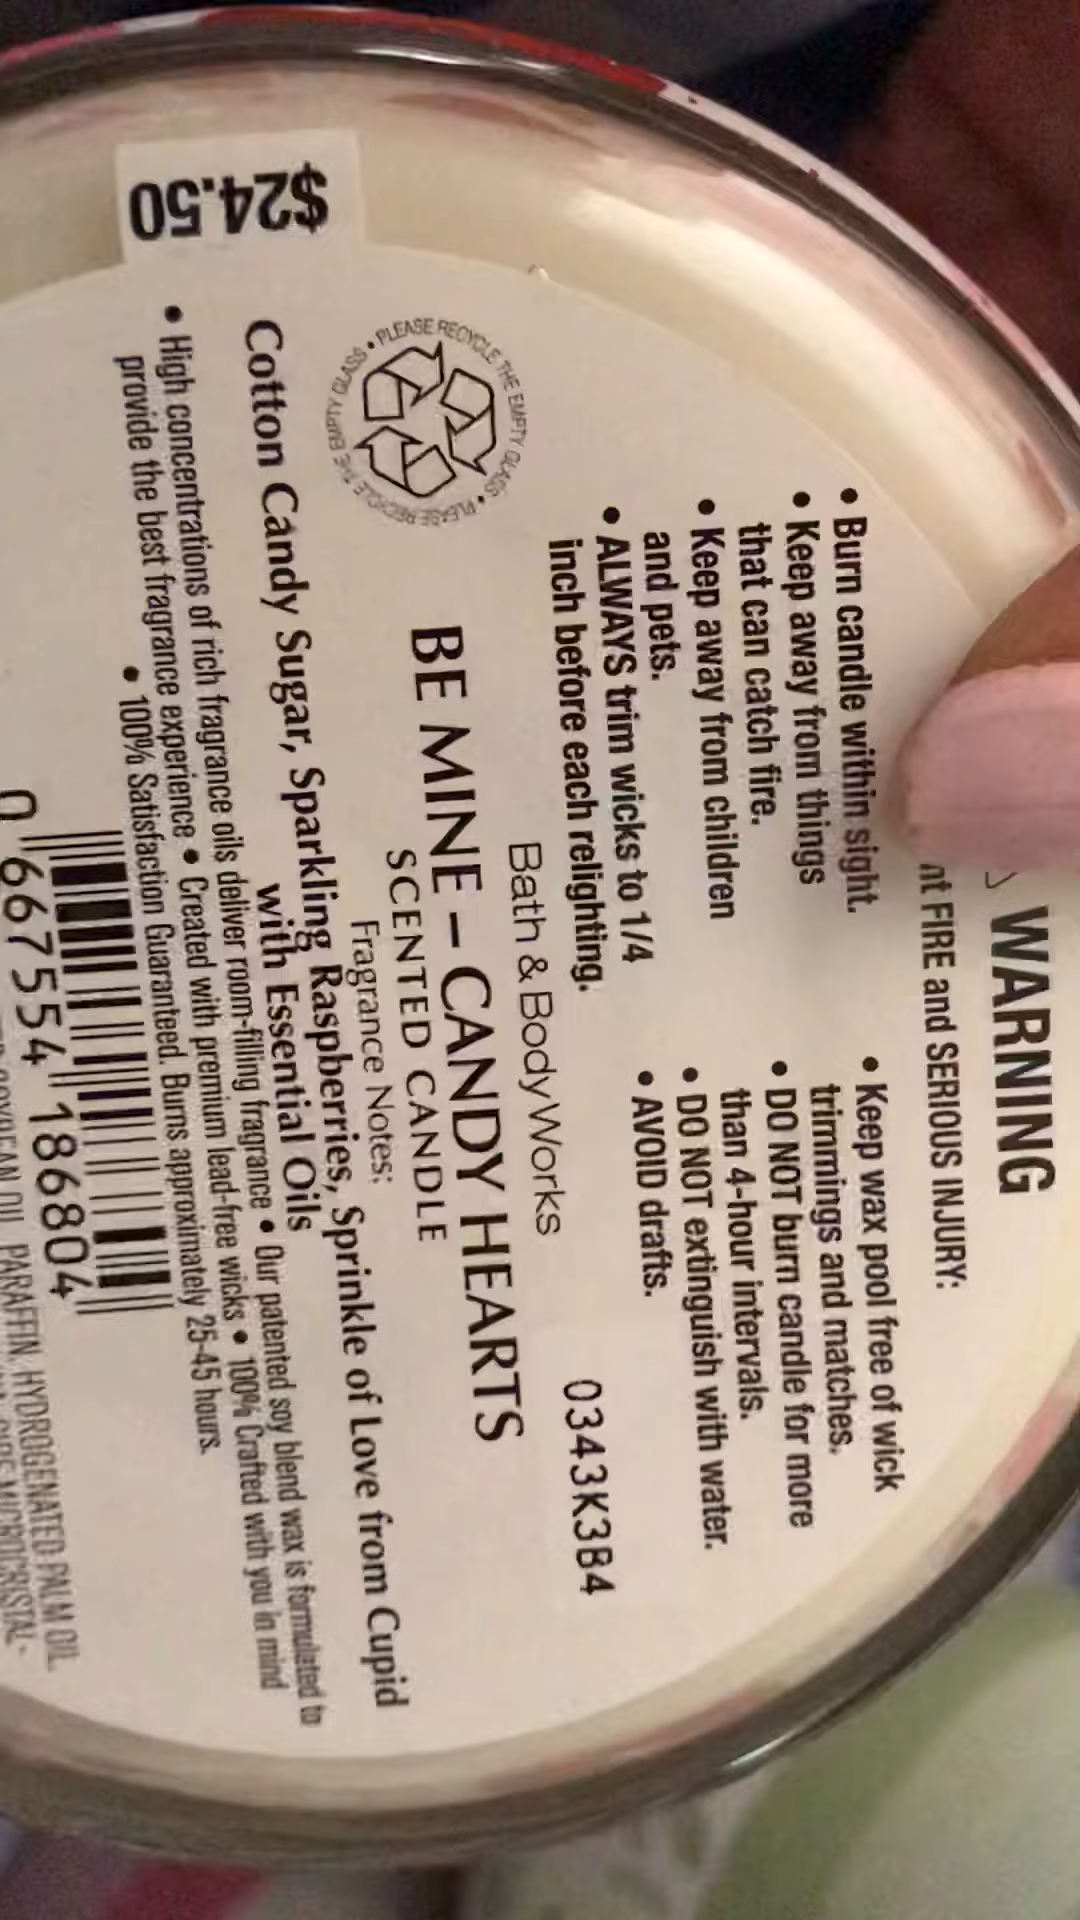 WARNING
FIRE and SERIOUS INJURY:
• Burn candle within sight.
• Keep away from things
that can catch fire.
• Keep away from children
and pets.
• ALWAYS trim wicks to 1/4
inch before each relighting.
• Keep wax pool free of wick
trimmings and matches.
• DO NOT burn candle for more
than 4-hour intervals.
• DO NOT extinguish with water.
• AVOID drafts.
0343K3B4
Bath & Body Works
BE MINE – CANDY HEARTS
SCENTED CANDLE
Fragrance Notes:
Cotton Candy Sugar, Sparkling Raspberries, Sprinkle of Love from Cupid
with Essential Oils
• High concentrations of rich fragrance oils deliver room-filling fragrance • Our patented soy blend wax is formulated to
provide the best fragrance experience • Created with premium lead-free wicks • 100% Crafted with you in mind
• 100% Satisfaction Guaranteed. Burns approximately 25-45 hours.
PLEASE RECYCLE THE EMPTY GLASS • PLEASE RECYCLE THE EMPTY GLASS •
$24.50
0 667554 186804
SOYBEAN OIL, PARAFFIN, HYDROGENATED PALM OIL,
MICROCRISTAL-